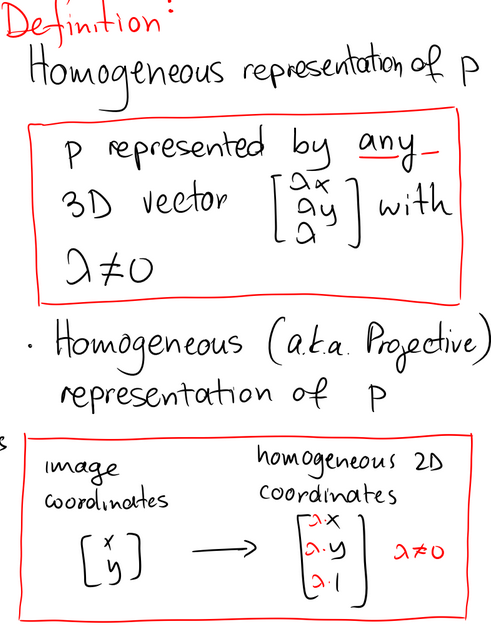 Definition:
Homogeneous representation of p
p represented by any
3D vector [λx λy λ] with
λ≠0
· Homogeneous (a.k.a. Projective)
representation of p
s
image
coordinates
[x y]
→
homogeneous 2D
coordinates
[λ·x λ·y λ·1] λ≠0